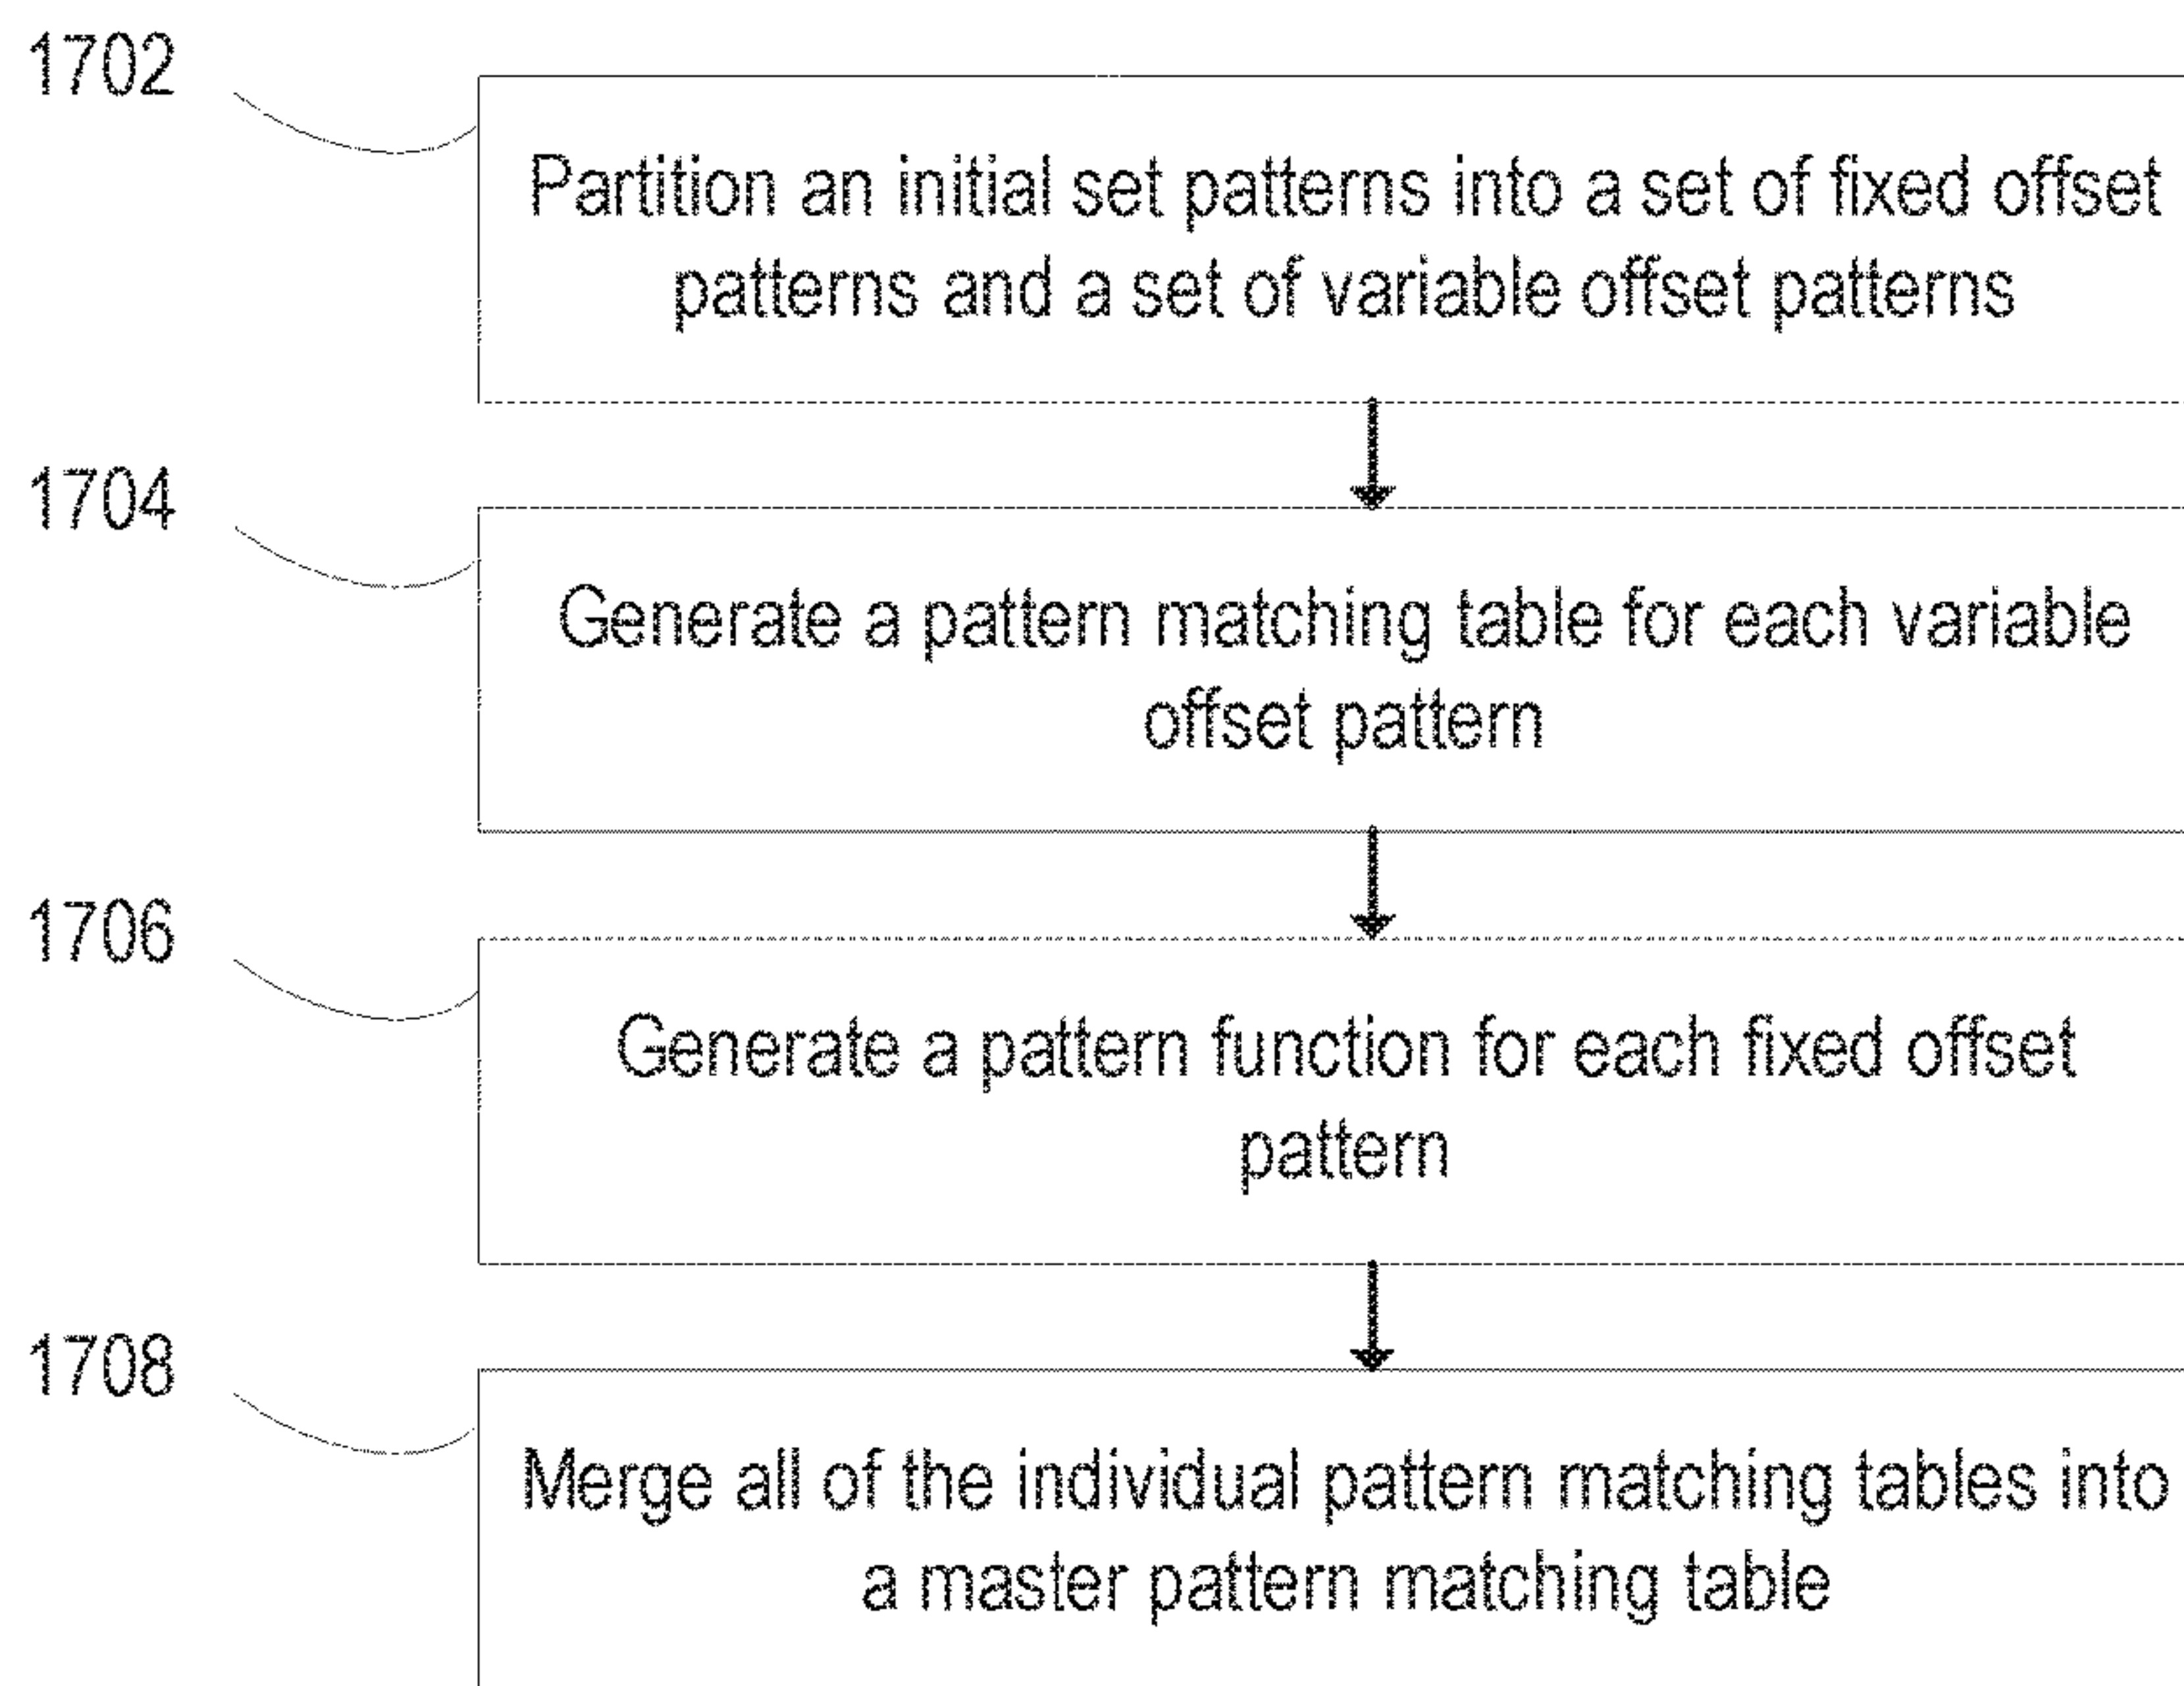 1702
Partition an initial set patterns into a set of fixed offset
patterns and a set of variable offset patterns
1704
Generate a pattern matching table for each variable
offset pattern
1706
Generate a pattern function for each fixed offset
pattern
1708
Merge all of the individual pattern matching tables into
a master pattern matching table